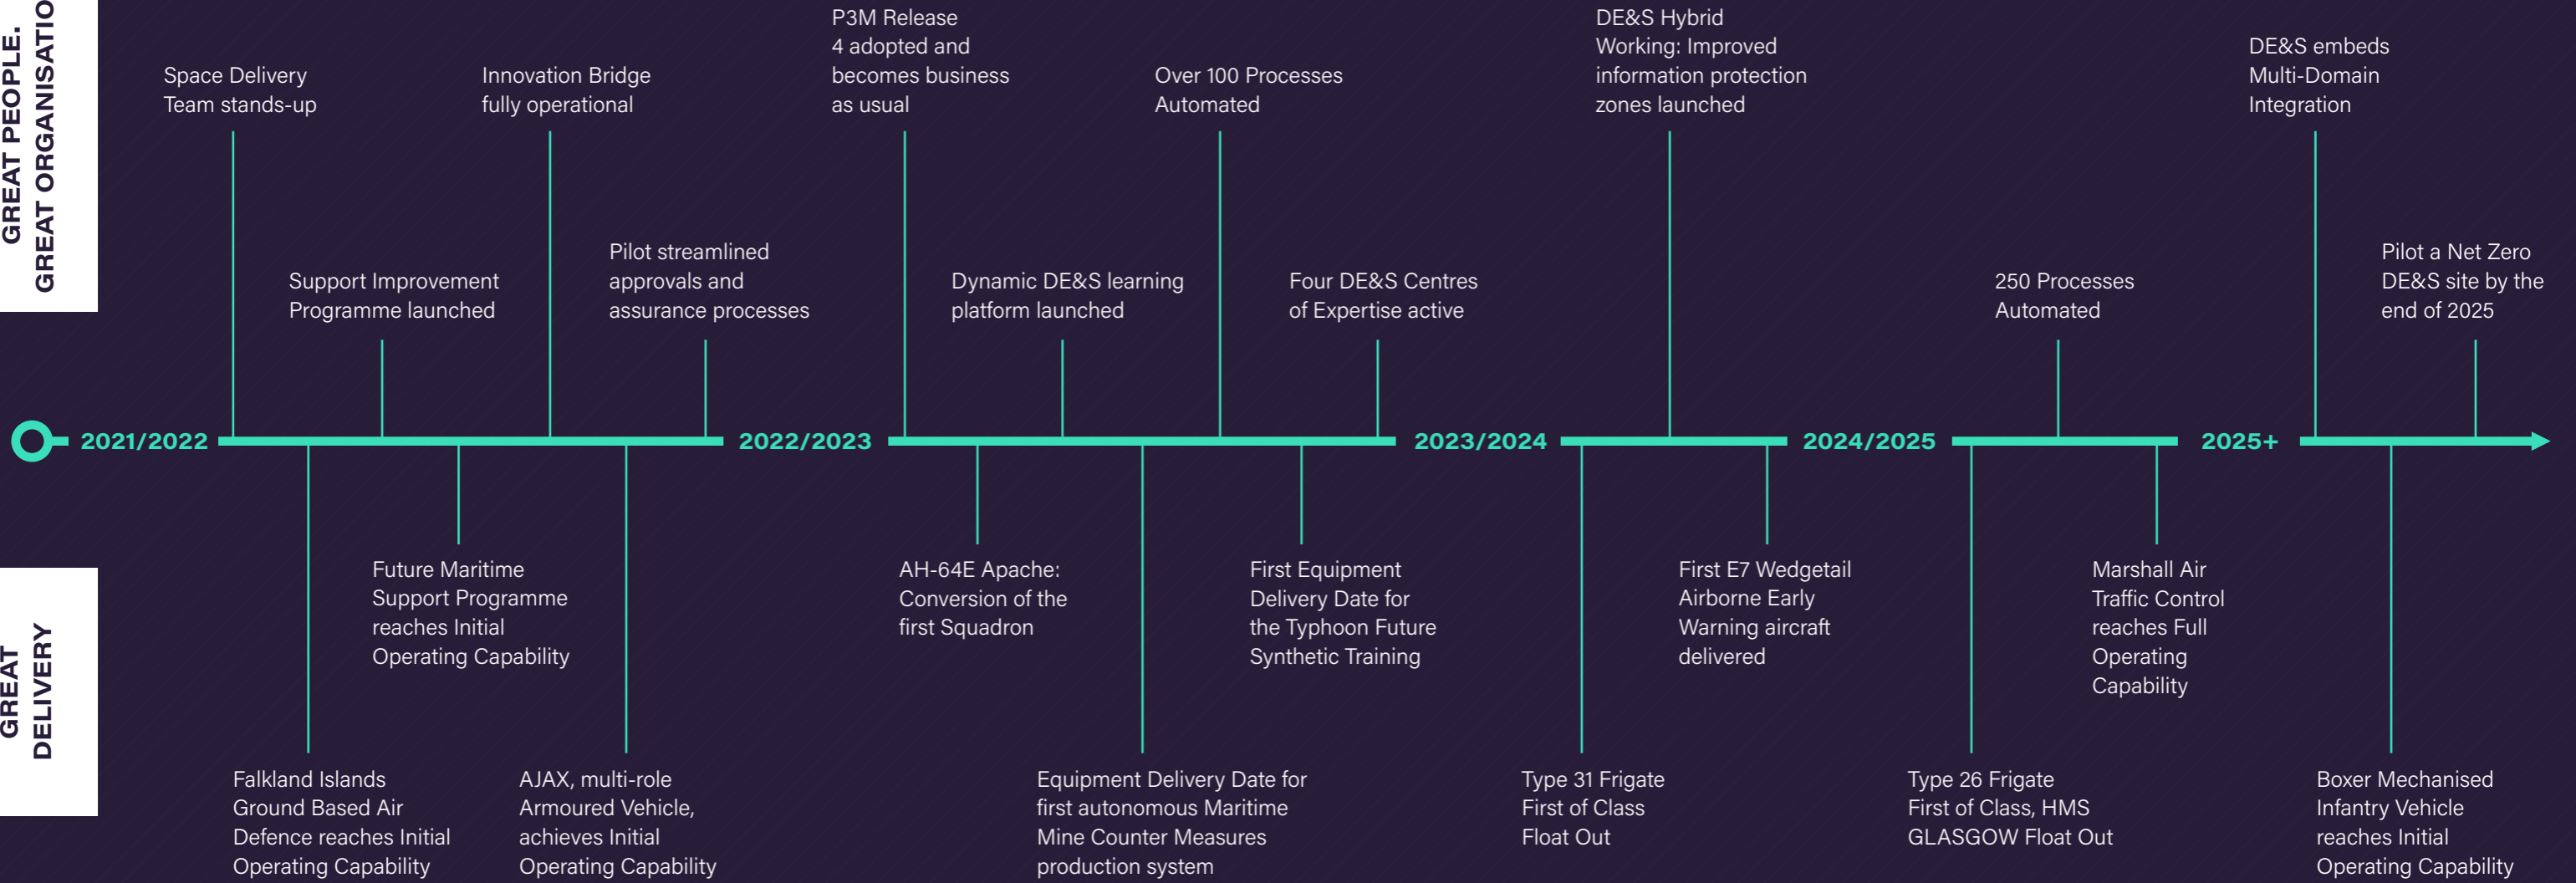 GREAT PEOPLE.
GREAT ORGANISATIO
Space Delivery
Team stands-up
Support Improvement
Programme launched
Innovation Bridge
fully operational
Pilot streamlined
approvals and
assurance processes
P3M Release
4 adopted and
becomes business
as usual
Dynamic DE&S learning
platform launched
Over 100 Processes
Automated
Four DE&S Centres
of Expertise active
DE&S Hybrid
Working: Improved
information protection
zones launched
250 Processes
Automated
DE&S embeds
Multi-Domain
Integration
Pilot a Net Zero
DE&S site by the
end of 2025
2021/2022
2022/2023
2023/2024
2024/2025
2025+
GREAT
DELIVERY
Falkland Islands
Ground Based Air
Defence reaches Initial
Operating Capability
Future Maritime
Support Programme
reaches Initial
Operating Capability
AJAX, multi-role
Armoured Vehicle,
achieves Initial
Operating Capability
AH-64E Apache:
Conversion of the
first Squadron
Equipment Delivery Date for
first autonomous Maritime
Mine Counter Measures
production system
First Equipment
Delivery Date for
the Typhoon Future
Synthetic Training
Type 31 Frigate
First of Class
Float Out
First E7 Wedgetail
Airborne Early
Warning aircraft
delivered
Type 26 Frigate
First of Class, HMS
GLASGOW Float Out
Marshall Air
Traffic Control
reaches Full
Operating
Capability
Boxer Mechanised
Infantry Vehicle
reaches Initial
Operating Capability